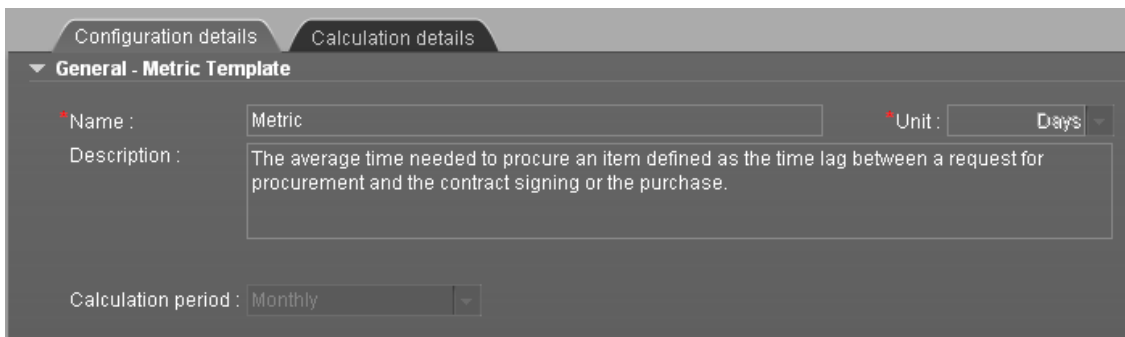 Configuration details Calculation details
General - Metric Template
*Name : Metric *Unit : Days
Description : The average time needed to procure an item defined as the time lag between a request for
procurement and the contract signing or the purchase.
Calculation period : Monthly